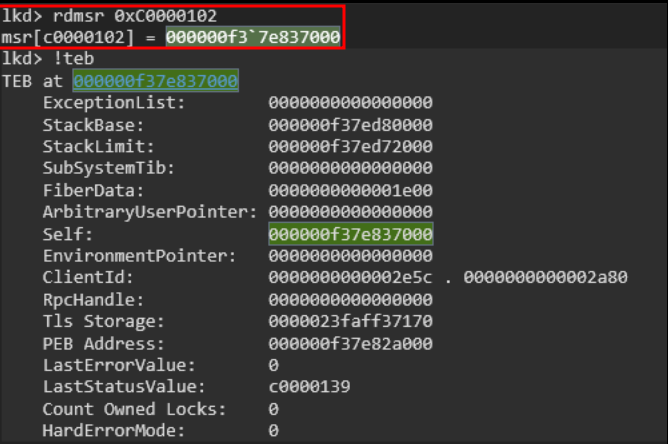 lkd> rdmsr 0xC0000102
msr[c0000102] = 000000f3`7e837000
lkd> !teb
TEB at 000000f37e837000
    ExceptionList:        0000000000000000
    StackBase:            000000f37ed80000
    StackLimit:           000000f37ed72000
    SubSystemTib:         0000000000000000
    FiberData:            0000000000001e00
    ArbitraryUserPointer: 0000000000000000
    Self:                 000000f37e837000
    EnvironmentPointer:   0000000000000000
    ClientId:             0000000000002e5c . 0000000000002a80
    RpcHandle:            0000000000000000
    Tls Storage:          0000023faff37170
    PEB Address:          000000f37e82a000
    LastErrorValue:       0
    LastStatusValue:      c0000139
    Count Owned Locks:    0
    HardErrorMode:        0